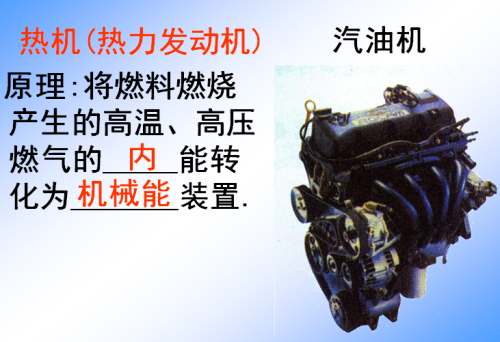 热机(热力发动机) 汽油机
原理:将燃料燃烧
产生的高温、高压
燃气的 内 能转
化为 机械能 装置.